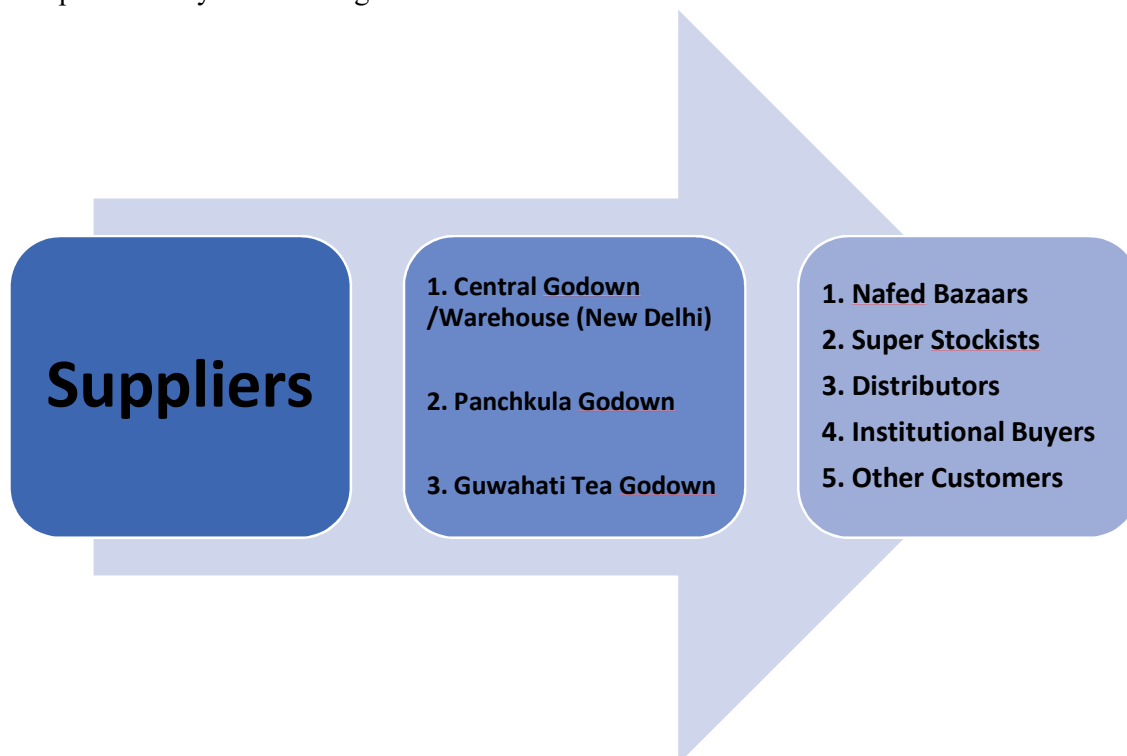 Suppliers
1. Central Godown
/Warehouse (New Delhi)
2. Panchkula Godown
3. Guwahati Tea Godown
1. Nafed Bazaars
2. Super Stockists
3. Distributors
4. Institutional Buyers
5. Other Customers